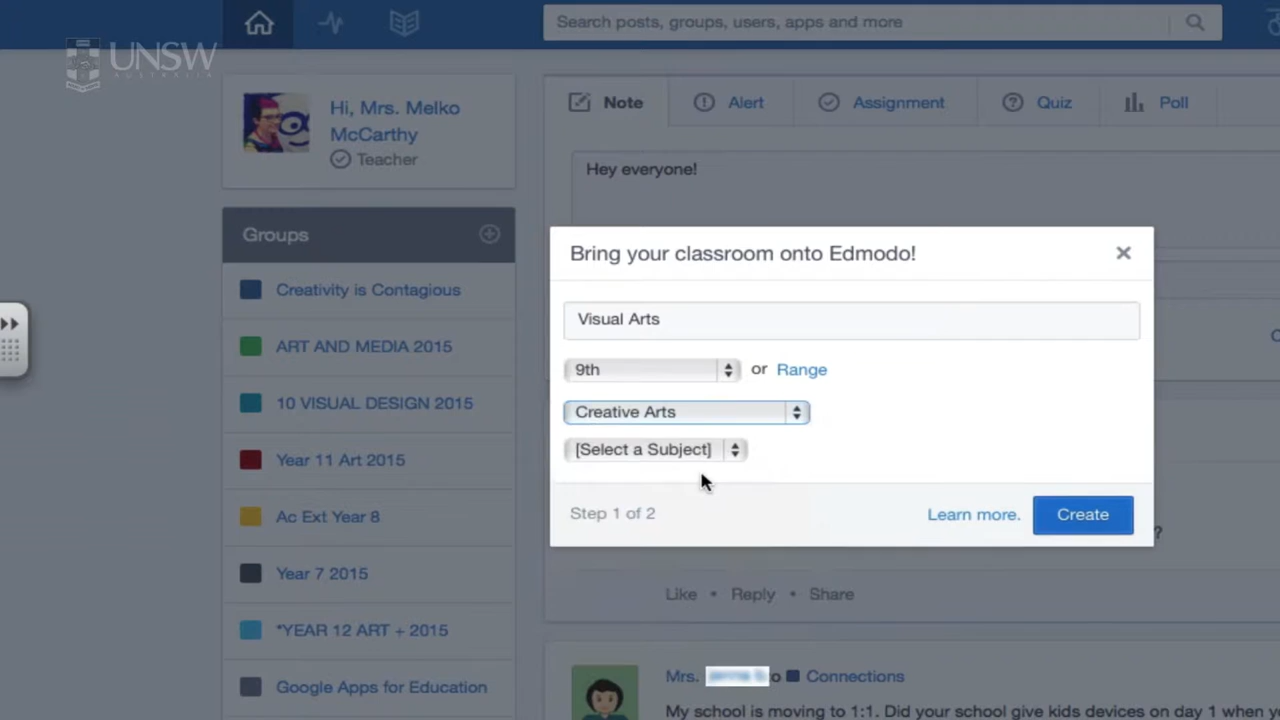 Search posts, groups, users, apps and more
UNSW
AUSTRALIA
Hi, Mrs. Melko
McCarthy
Teacher
Note
Alert
Assignment
Quiz
Poll
Hey everyone!
Groups
Creativity is Contagious
ART AND MEDIA 2015
10 VISUAL DESIGN 2015
Year 11 Art 2015
Ac Ext Year 8
Year 7 2015
*YEAR 12 ART + 2015
Google Apps for Education
Bring your classroom onto Edmodo!
Visual Arts
9th
or Range
Creative Arts
[Select a Subject]
Step 1 of 2
Learn more.
Create
?
Like • Reply • Share
Mrs.
Connections
My school is moving to 1:1. Did your school give kids devices on day 1 when